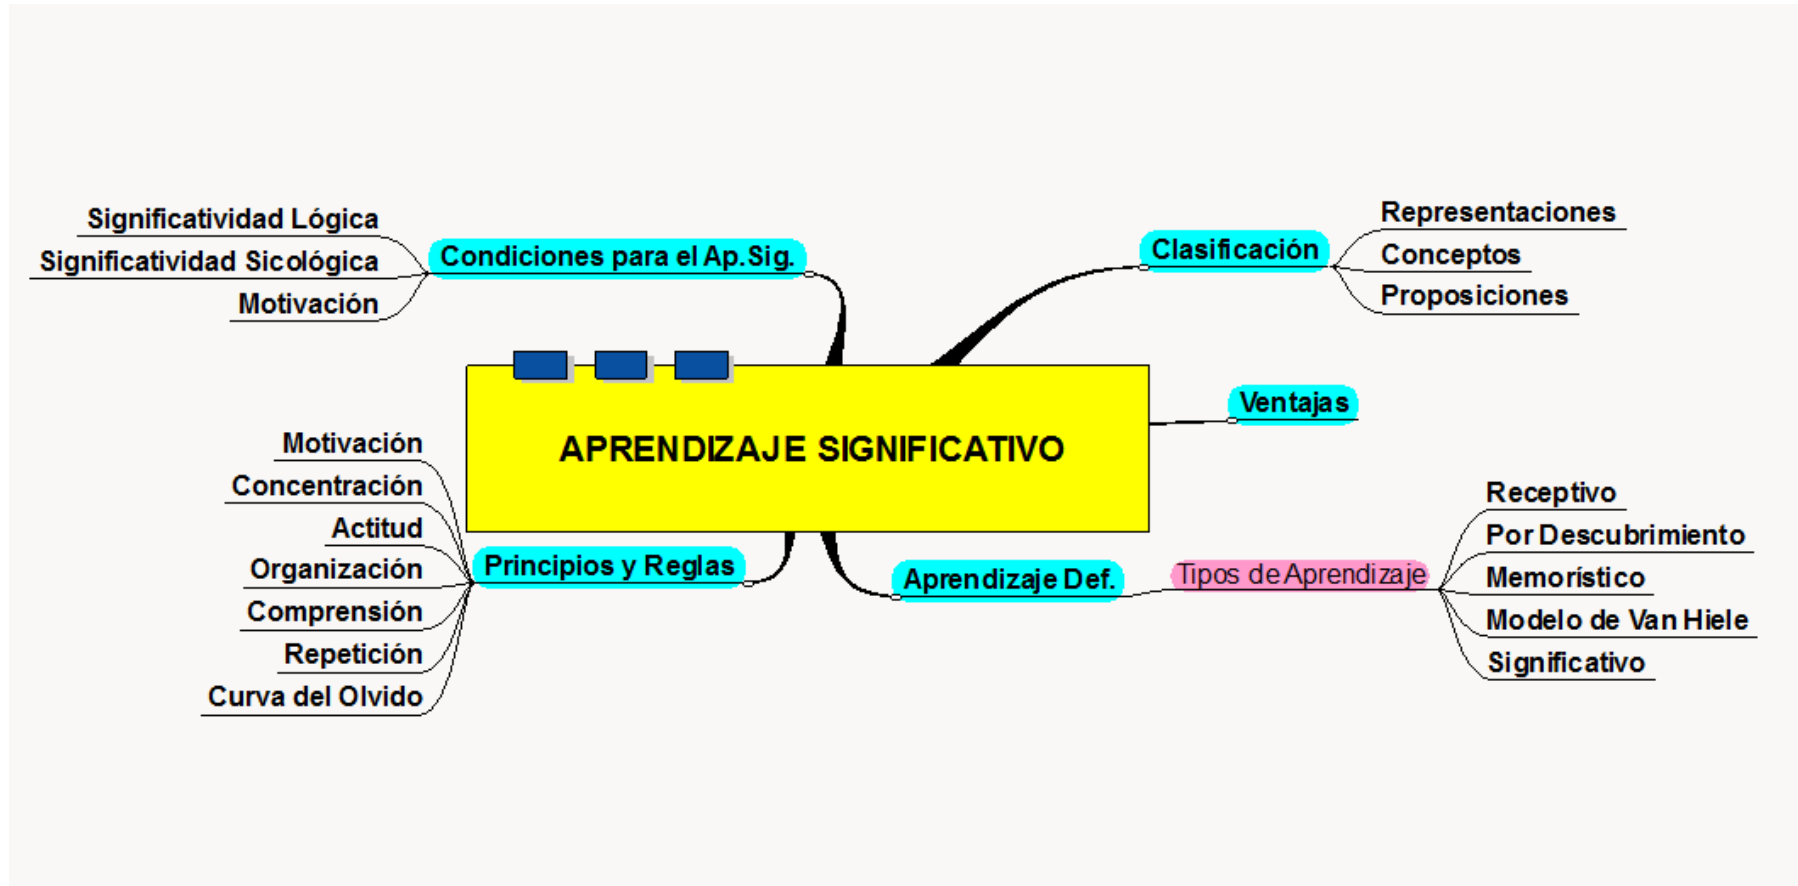 APRENDIZAJE SIGNIFICATIVO
Condiciones para el Ap.Sig.
Significatividad Lógica
Significatividad Sicológica
Motivación
Principios y Reglas
Motivación
Concentración
Actitud
Organización
Comprensión
Repetición
Curva del Olvido
Clasificación
Representaciones
Conceptos
Proposiciones
Ventajas
Aprendizaje Def.
Tipos de Aprendizaje
Receptivo
Por Descubrimiento
Memorístico
Modelo de Van Hiele
Significativo